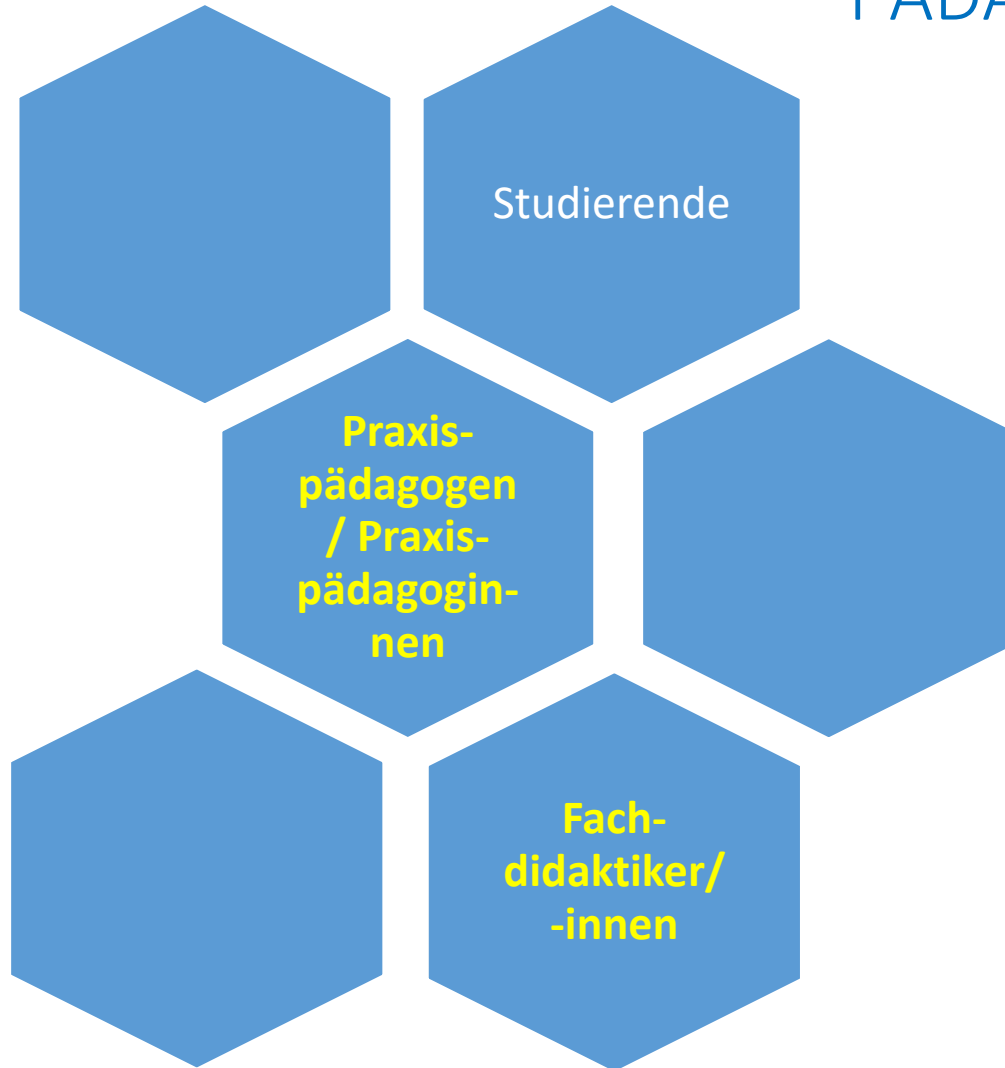 Studierende
Praxis-
pädagogen
/ Praxis-
pädagogin-
nen
Fach-
didaktiker/
-innen